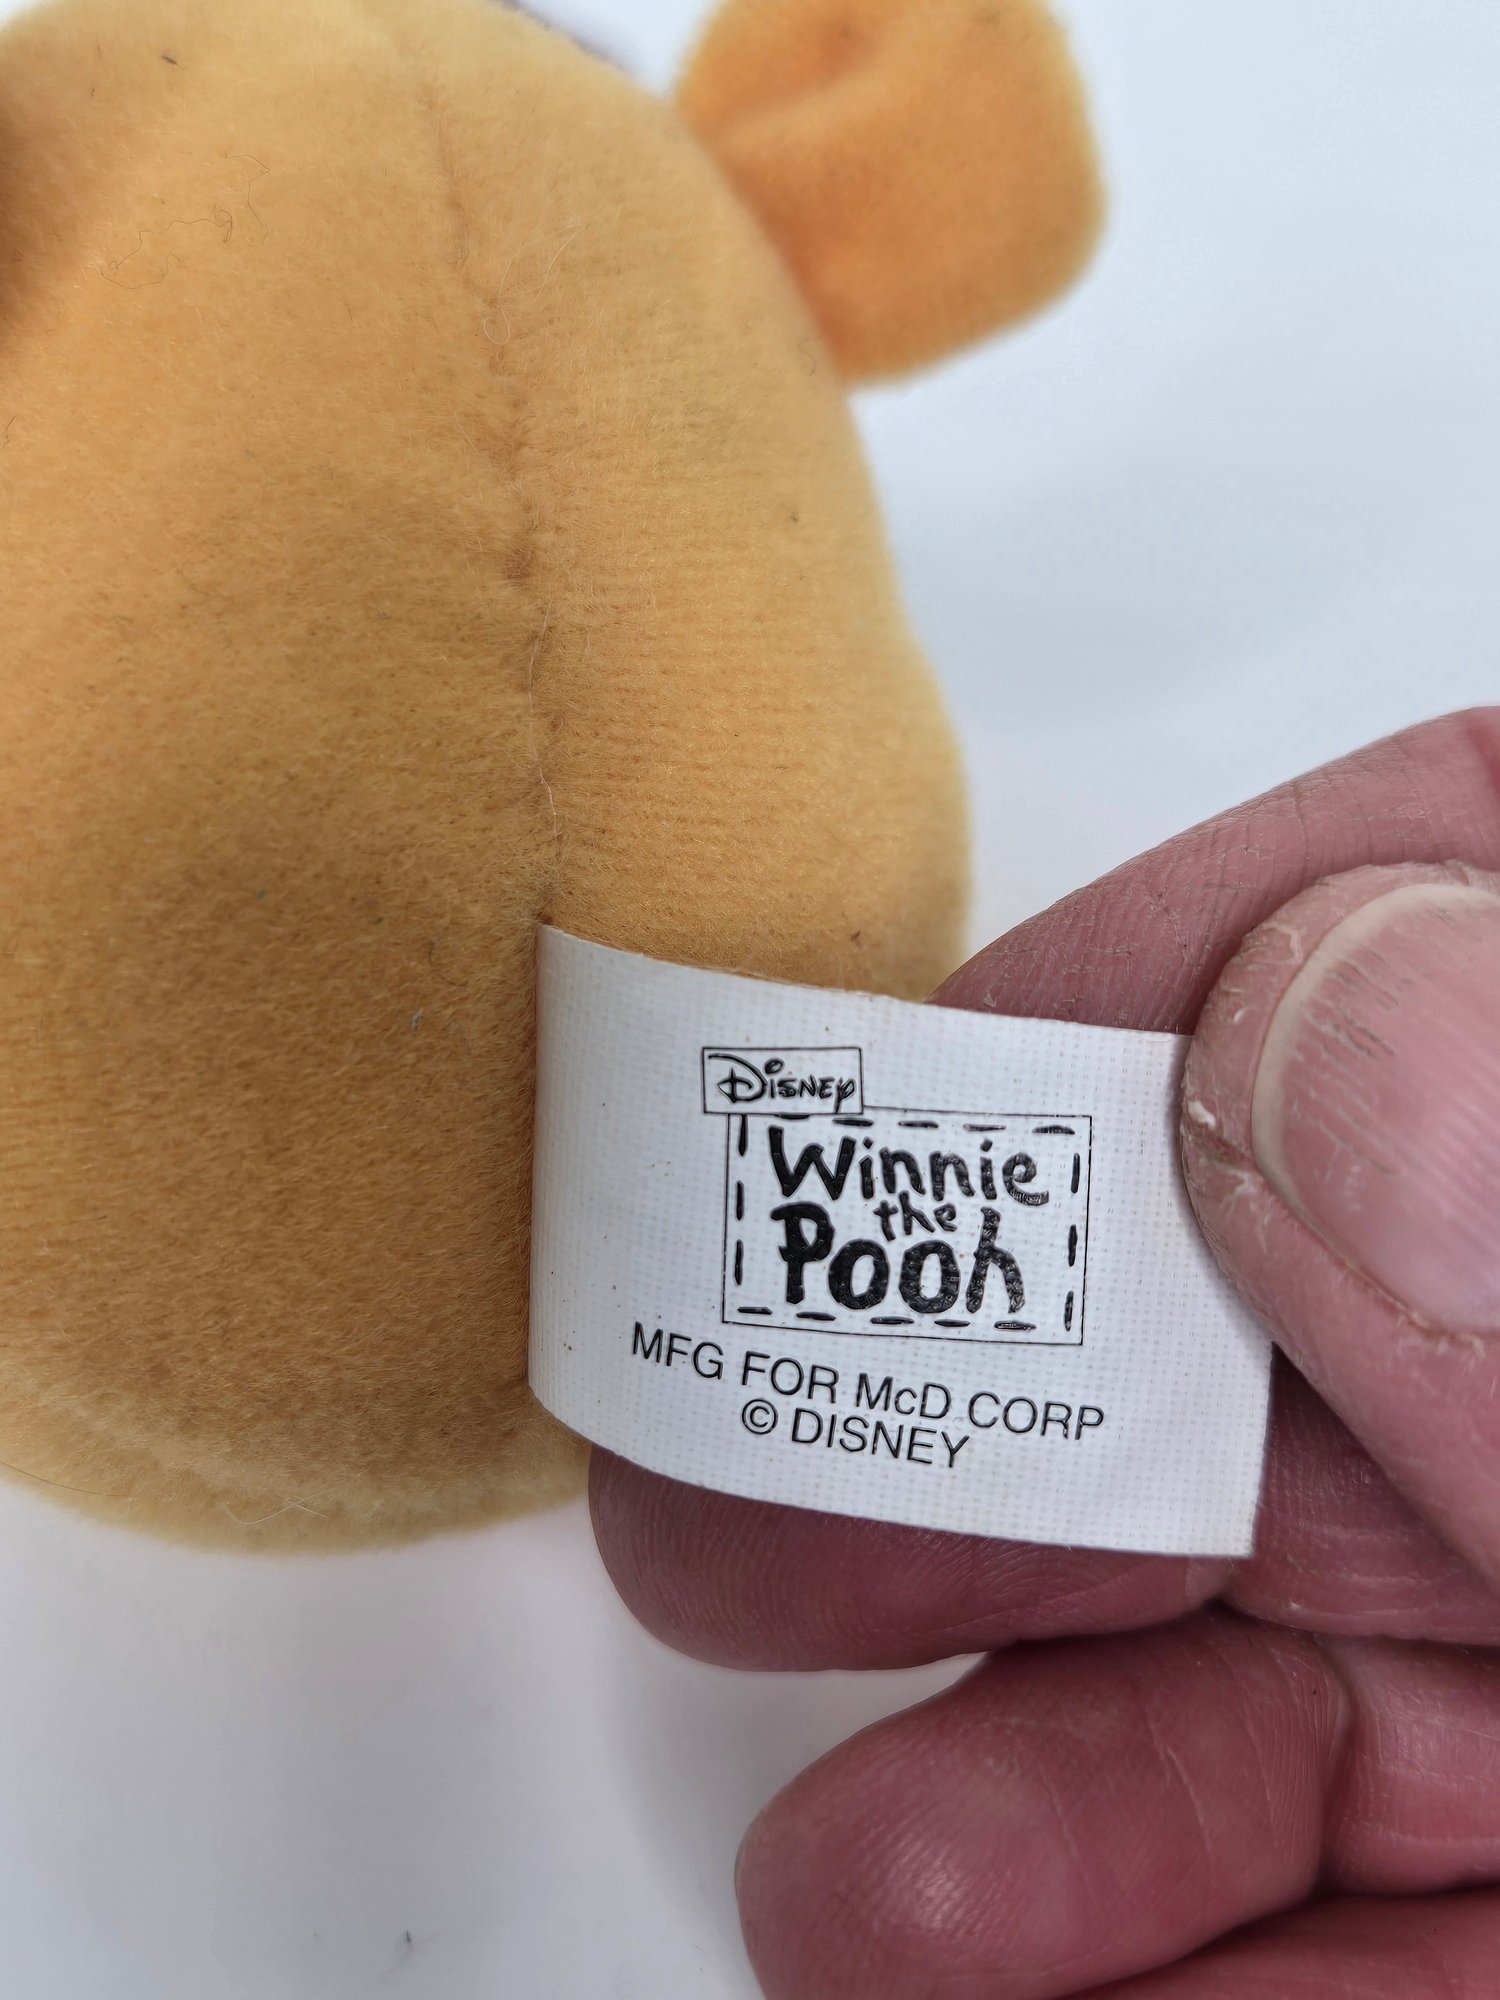 Disney
Winnie
the
Pooh
MFG FOR McD CORP
© DISNEY